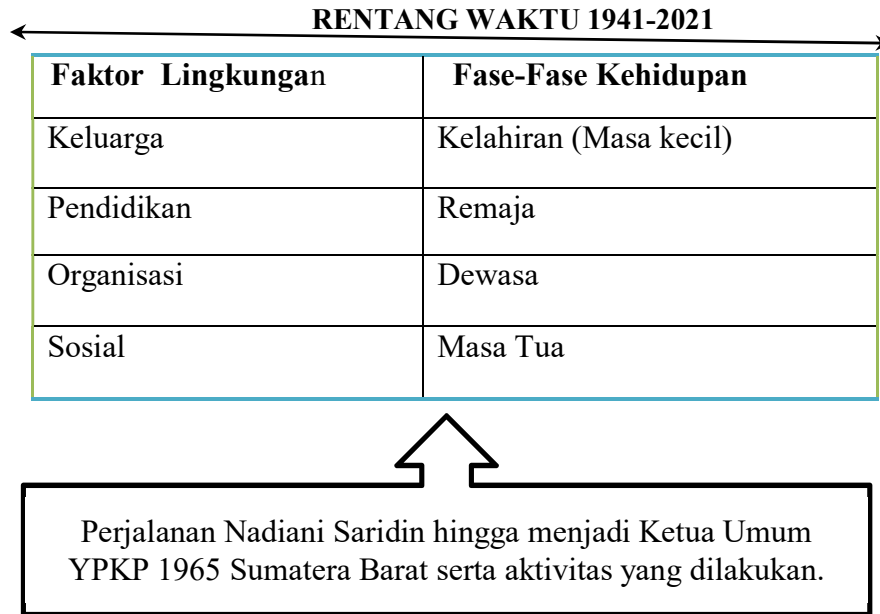 RENTANG WAKTU 1941-2021
Faktor Lingkungan Fase-Fase Kehidupan
Keluarga Kelahiran (Masa kecil)
Pendidikan Remaja
Organisasi Dewasa
Sosial Masa Tua
Perjalanan Nadiani Saridin hingga menjadi Ketua Umum
YPKP 1965 Sumatera Barat serta aktivitas yang dilakukan.